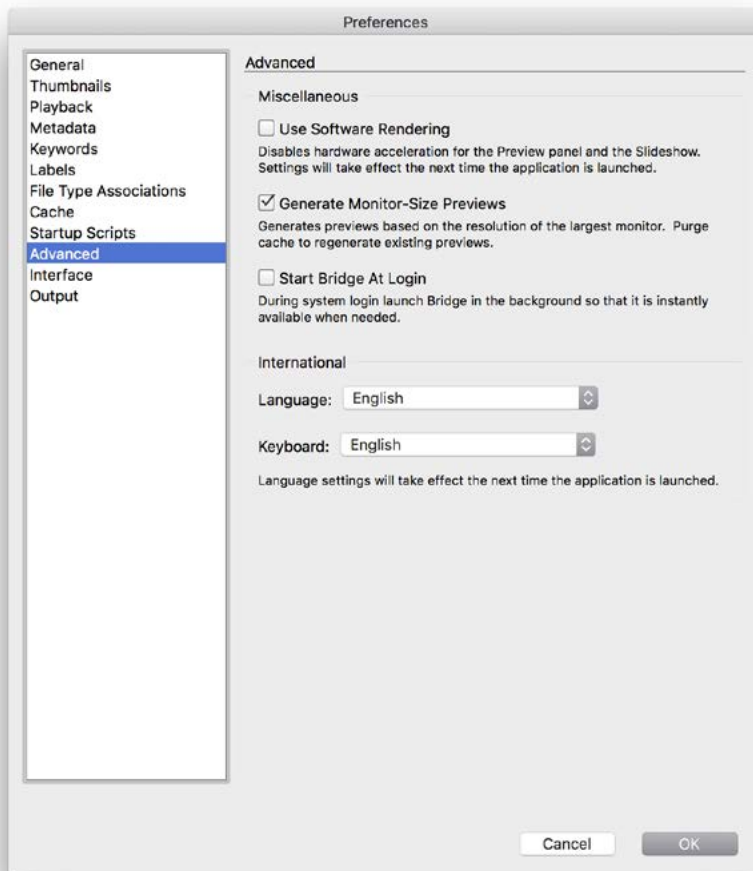 Preferences
General
Thumbnails
Playback
Metadata
Keywords
Labels
File Type Associations
Cache
Startup Scripts
Advanced
Interface
Output
Advanced
Miscellaneous
Use Software Rendering
Disables hardware acceleration for the Preview panel and the Slideshow.
Settings will take effect the next time the application is launched.
Generate Monitor-Size Previews
Generates previews based on the resolution of the largest monitor. Purge
cache to regenerate existing previews.
Start Bridge At Login
During system login launch Bridge in the background so that it is instantly
available when needed.
International
Language: English
Keyboard: English
Language settings will take effect the next time the application is launched.
Cancel OK